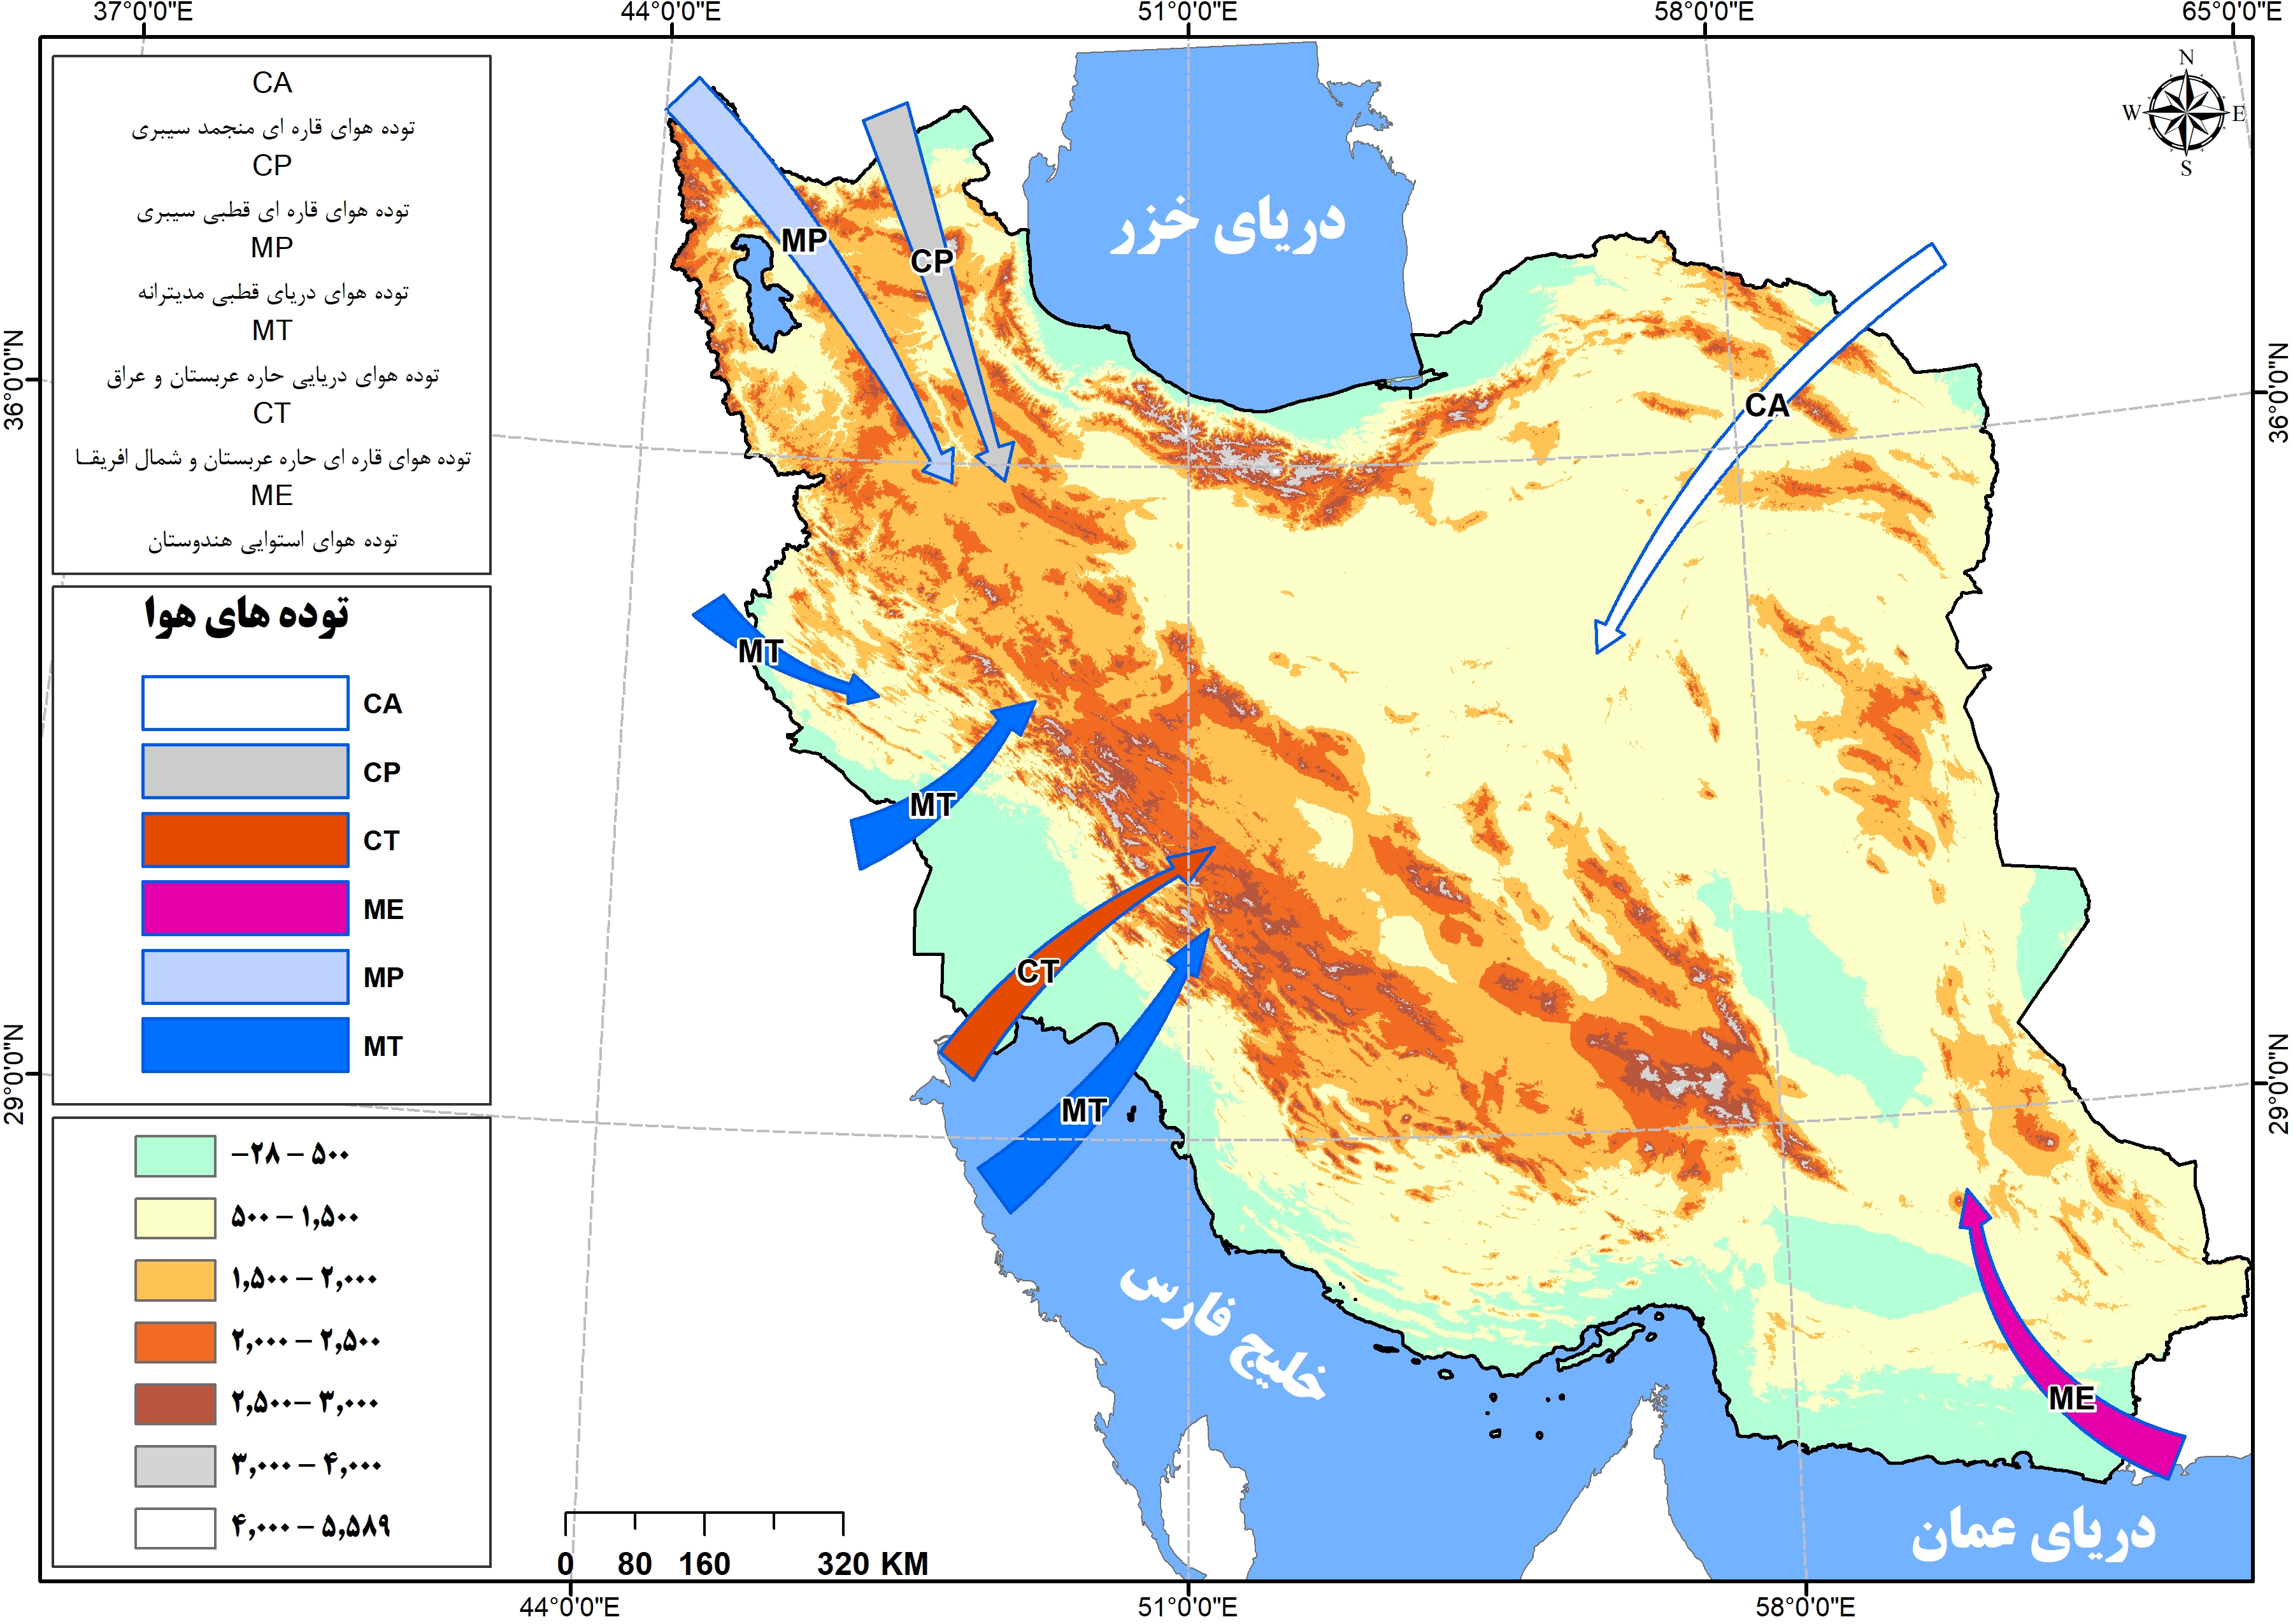 37°0'0"E
44°0'0"E
51°0'0"E
58°0'0"E
65°0'0"E
CA
توده هوای قاره ای منجمد سیبری
CP
توده هوای قاره ای قطبی سیبری
MP
توده هوای دریای قطبی مدیترانه
MT
توده هوای دریایی حاره عربستان و عراق
CT
توده هوای قاره ای حاره عربستان و شمال افریقا
ME
توده هوای استوایی هندوستان
توده های هوا
CA
CP
CT
ME
MP
MT
-۲۸ – ۵۰۰
۵۰۰ – ۱,۵۰۰
۱,۵۰۰ – ۲,۰۰۰
۲,۰۰۰ – ۲,۵۰۰
۲,۵۰۰– ۳,۰۰۰
۳,۰۰۰ – ۴,۰۰۰
۴,۰۰۰ – ۵,۵۸۹
N
W
E
S
دریای خزر
MP
CP
CA
MT
MT
CT
MT
ME
خلیج فارس
دریای عمان
36°0'0"N
36°0'0"N
29°0'0"N
29°0'0"N
0 80 160 320 KM
44°0'0"E
51°0'0"E
58°0'0"E